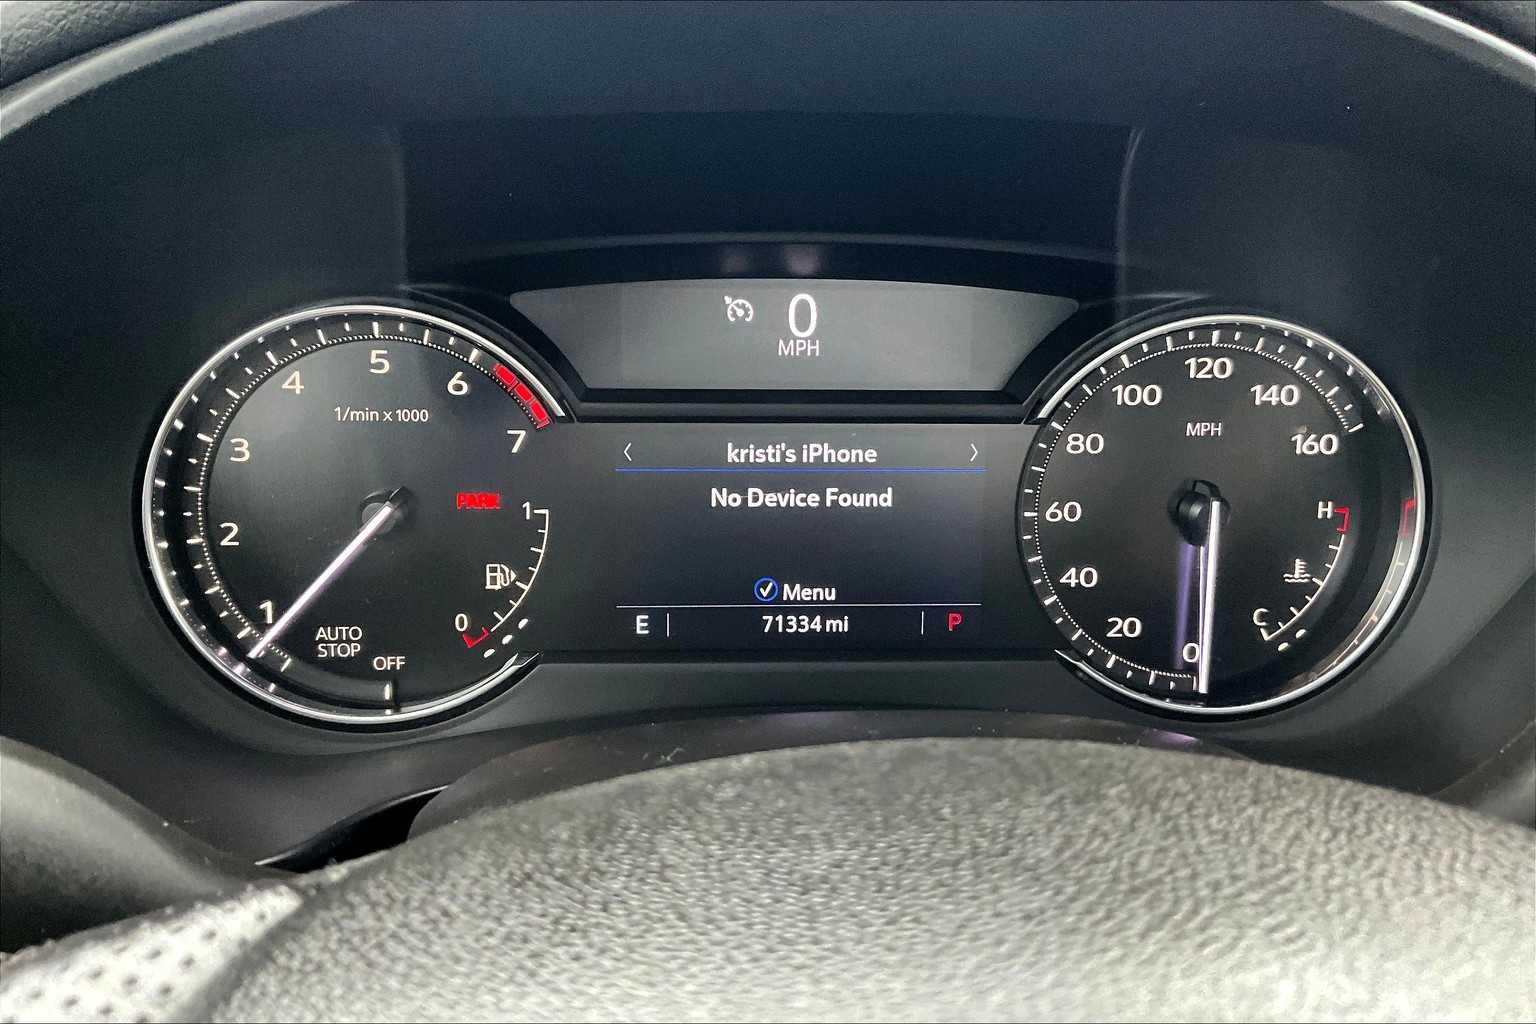 0
MPH
5
4
6
1/min x 1000
3
7
PARK
1
2
0
1
AUTO
STOP
OFF
< kristi's iPhone >
No Device Found
Menu
E | 71334 mi | P
120
100
140
MPH
80
160
60
H
40
C
20
0